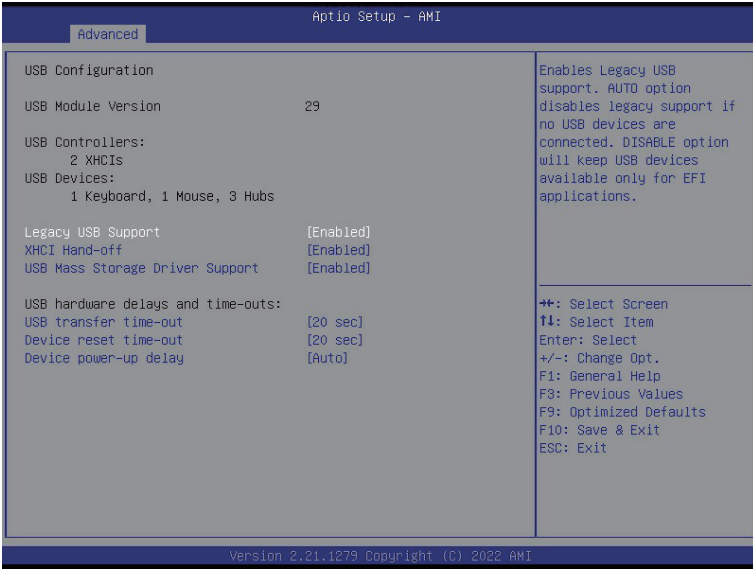 Aptio Setup - AMI
Advanced
USB Configuration
USB Module Version 29
USB Controllers:
2 XHCIs
USB Devices:
1 Keyboard, 1 Mouse, 3 Hubs
Legacy USB Support [Enabled]
XHCI Hand-off [Enabled]
USB Mass Storage Driver Support [Enabled]
USB hardware delays and time-outs:
USB transfer time-out [20 sec]
Device reset time-out [20 sec]
Device power-up delay [Auto]
Enables Legacy USB
support. AUTO option
disables legacy support if
no USB devices are
connected. DISABLE option
will keep USB devices
available only for EFI
applications.
→←: Select Screen
↑↓: Select Item
Enter: Select
+/-: Change Opt.
F1: General Help
F3: Previous Values
F9: Optimized Defaults
F10: Save & Exit
ESC: Exit
Version 2.21.1279 Copyright (C) 2022 AMI